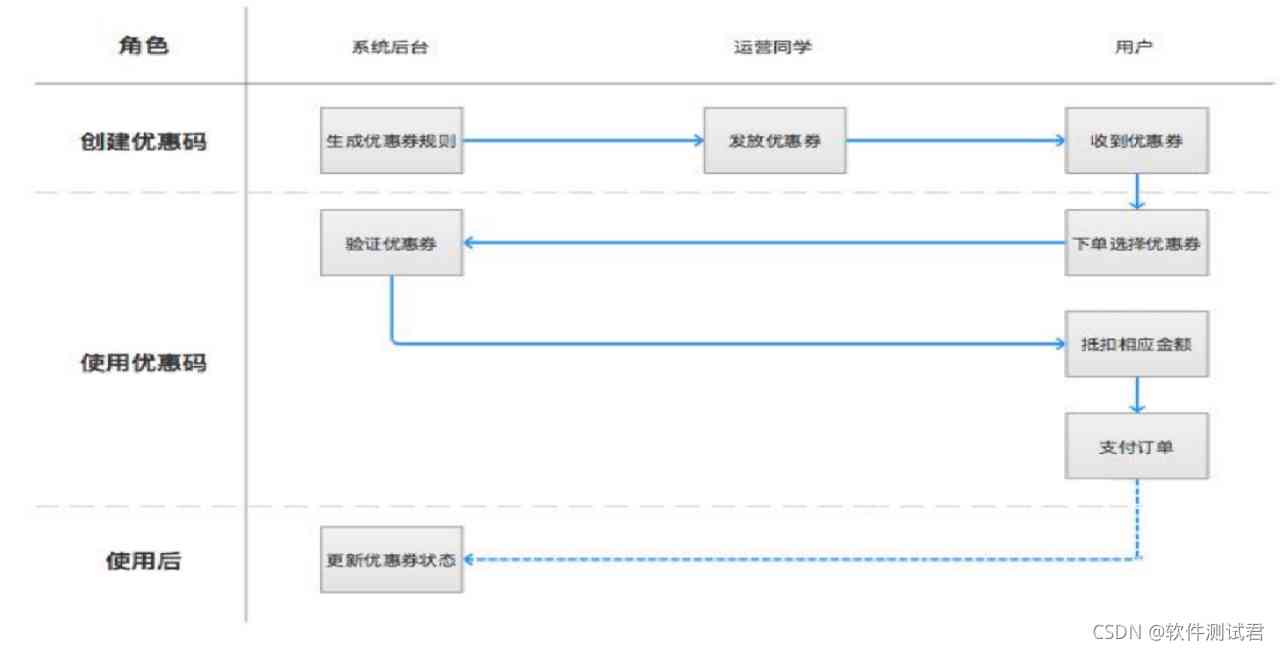 角色
系统后台
运营同学
用户
创建优惠码
生成优惠券规则
发放优惠券
收到优惠券
验证优惠券
下单选择优惠券
使用优惠码
抵扣相应金额
支付订单
使用后
更新优惠券状态
CSDN @软件测试君